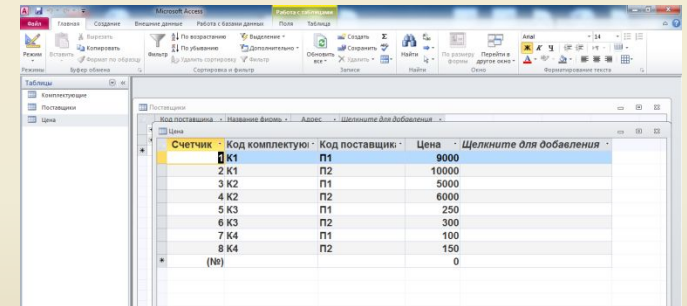 Microsoft Access
Работа с таблицами
Файл Главная Создание Внешние данные Работа с базами данных Поля Таблица
Режим
Вставить
Вырезать
Копировать
Формат по образцу
Фильтр
По возрастанию
По убыванию
Удалить сортировку
Выделение
Дополнительно
Фильтр
Обновить все
Создать
Сохранить
Удалить
Найти
По размеру формы
Перейти в другое окно
Arial 14
Ж К Ч
Режимы Буфер обмена Сортировка и фильтр Записи Найти Окно Форматирование текста
Таблицы
Комплектующие
Поставщики
Цена
Поставщики
Код поставщика Название фирмы Адрес Щелкните для добавления
Цена
Счетчик Код комплектую Код поставщик Цена Щелкните для добавления
1 К1 П1 9000
2 К1 П2 10000
3 К2 П1 5000
4 К2 П2 6000
5 К3 П1 250
6 К3 П2 300
7 К4 П1 100
8 К4 П2 150
* (№) 0